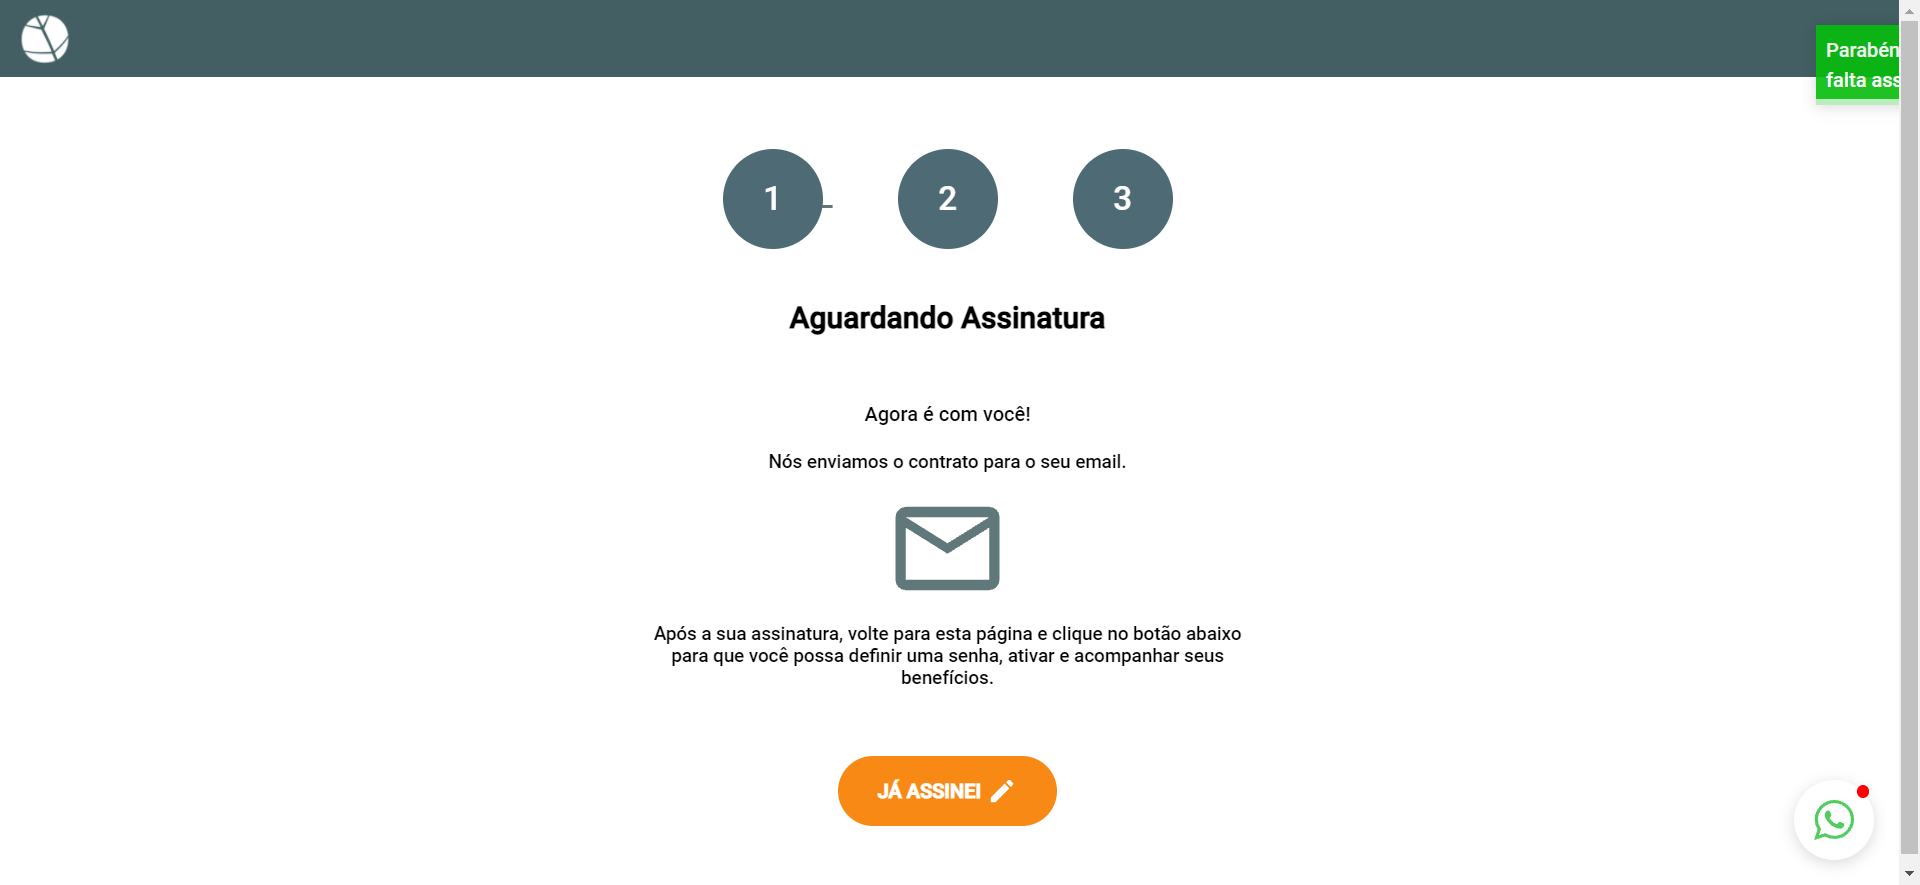 Parabén
falta ass
1
2
3
Aguardando Assinatura
Agora é com você!
Nós enviamos o contrato para o seu email.
Após a sua assinatura, volte para esta página e clique no botão abaixo
para que você possa definir uma senha, ativar e acompanhar seus
benefícios.
JÁ ASSINEI